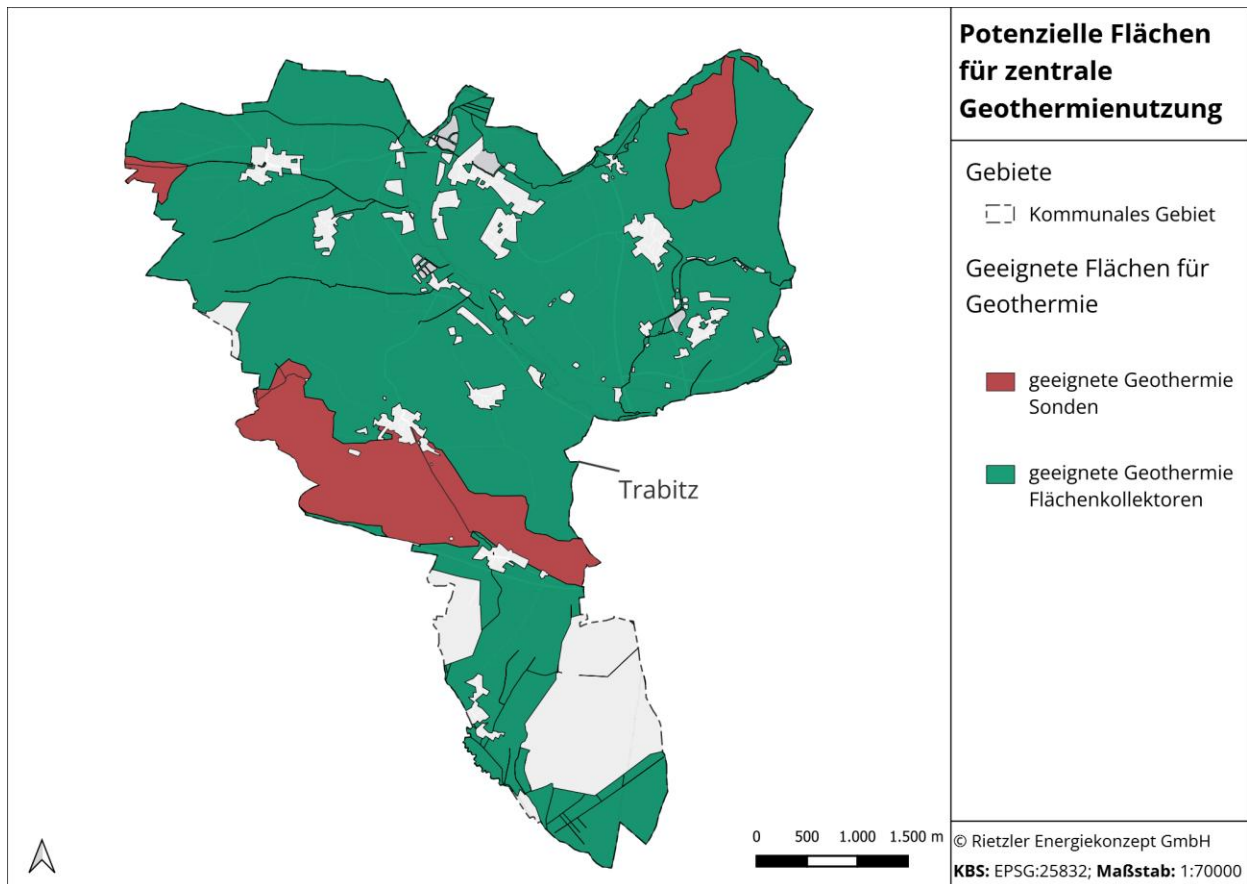 Potenzielle Flächen
für zentrale
Geothermienutzung
Gebiete
Kommunales Gebiet
Geeignete Flächen für
Geothermie
geeignete Geothermie
Sonden
geeignete Geothermie
Flächenkollektoren
Trabitz
0 500 1.000 1.500 m
© Rietzler Energiekonzept GmbH
KBS: EPSG:25832; Maßstab: 1:70000